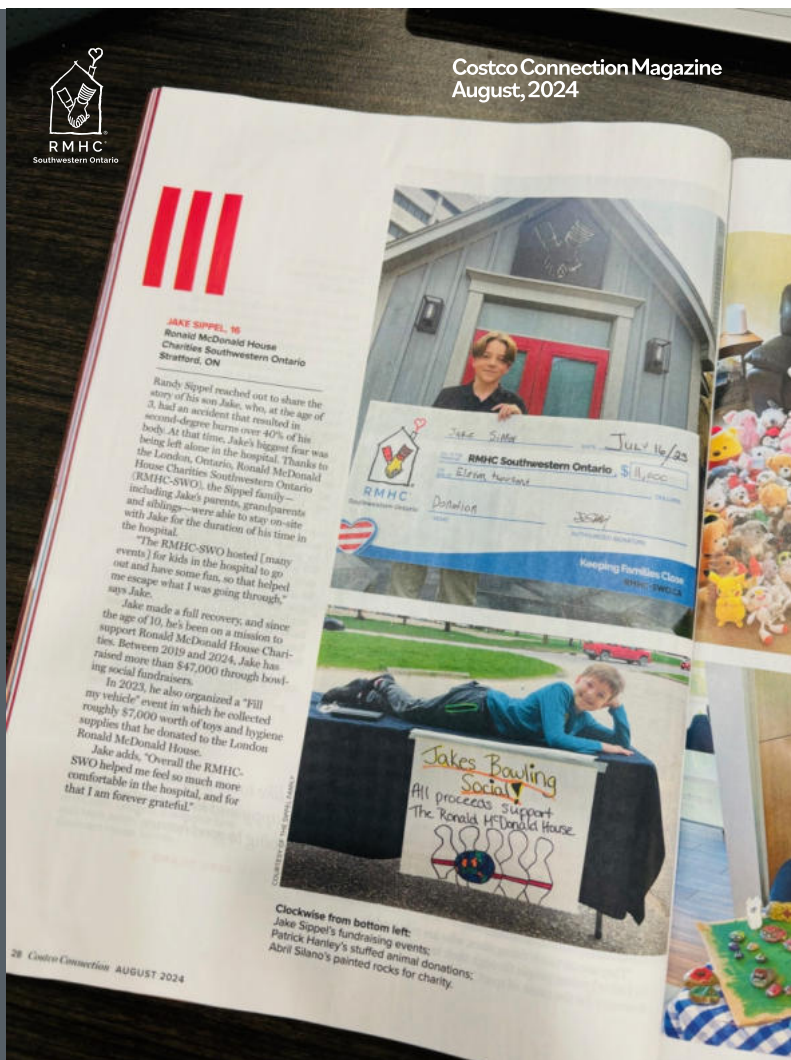 Costco Connection Magazine
August, 2024
RMHC
Southwestern Ontario
JAKE SIPPEL, 16
Ronald McDonald House
Charities Southwestern Ontario
Stratford, ON
Randy Sippel reached out to share the
story of his son Jake, who, at the age of
3, had an accident that resulted in
second-degree burns over 40% of his
body. At that time, Jake's biggest fear was
being left alone in the hospital. Thanks to
the London, Ontario, Ronald McDonald
House Charities Southwestern Ontario
(RMHC-SWO), the Sippel family—
including Jake's parents, grandparents
and siblings—were able to stay on-site
with Jake for the duration of his time in
the hospital.
"The RMHC-SWO hosted [many
events] for kids in the hospital to go
out and have some fun, so that helped
me escape what I was going through,"
says Jake.
Jake made a full recovery, and since
the age of 10, he's been on a mission to
support Ronald McDonald House Chari-
ties. Between 2019 and 2024, Jake has
raised more than $47,000 through bowl-
ing social fundraisers.
In 2023, he also organized a "Fill
my vehicle" event in which he collected
roughly $7,000 worth of toys and hygiene
supplies that he donated to the London
Ronald McDonald House.
Jake adds, "Overall the RMHC-
SWO helped me feel so much more
comfortable in the hospital, and for
that I am forever grateful."
COURTESY OF THE SIPPEL FAMILY
Jake July 16/23
RMHC Southwestern Ontario $ 11,000
Eleven thousand
DOLLARS
RMHC
Southwestern Ontario
Donation
AUTHORIZED SIGNATURE
Keeping Families Close
RMHC-SWO.CA
Jakes Bowling
Social!
All proceeds support
The Ronald McDonald House
Clockwise from bottom left:
Jake Sippel's fundraising events;
Patrick Hanley's stuffed animal donations;
Abril Silano's painted rocks for charity.
28 Costco Connection AUGUST 2024